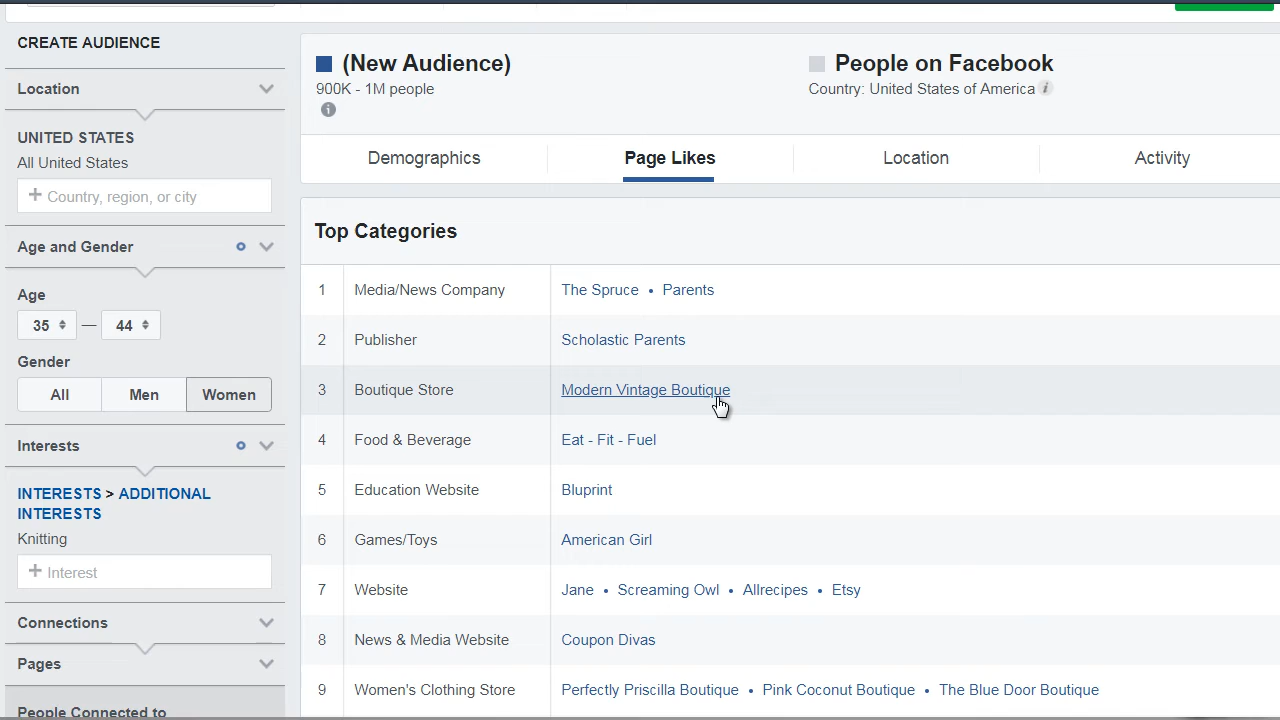 CREATE AUDIENCE
Location
UNITED STATES
All United States
+ Country, region, or city
Age and Gender
Age
35 — 44
Gender
All Men Women
Interests
INTERESTS > ADDITIONAL
INTERESTS
Knitting
+ Interest
Connections
Pages
People Connected to
(New Audience)
900K - 1M people
People on Facebook
Country: United States of America
Demographics Page Likes Location Activity
Top Categories
1 Media/News Company The Spruce • Parents
2 Publisher Scholastic Parents
3 Boutique Store Modern Vintage Boutique
4 Food & Beverage Eat - Fit - Fuel
5 Education Website Bluprint
6 Games/Toys American Girl
7 Website Jane • Screaming Owl • Allrecipes • Etsy
8 News & Media Website Coupon Divas
9 Women's Clothing Store Perfectly Priscilla Boutique • Pink Coconut Boutique • The Blue Door Boutique